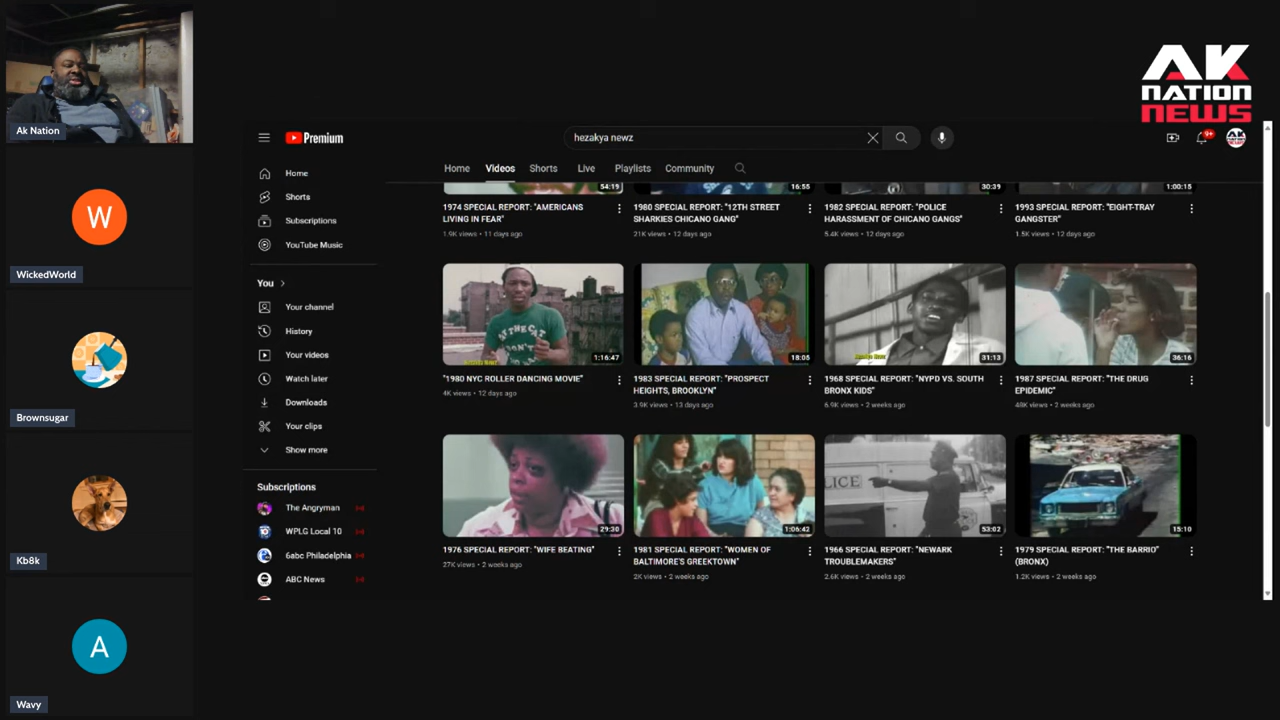 Ak Nation
W
WickedWorld
Brownsugar
Kb8k
A
Wavy
AK
NATION
NEWS
Premium
hezakya newz
9+
Home
Shorts
Subscriptions
YouTube Music
You
Your channel
History
Your videos
Watch later
Downloads
Your clips
Show more
Subscriptions
The Angryman
WPLG Local 10
6abc Philadelphia
ABC News
Home Videos Shorts Live Playlists Community
54:19
16:55
30:39
1:00:15
1974 SPECIAL REPORT: "AMERICANS
LIVING IN FEAR"
1.9K views • 11 days ago
1980 SPECIAL REPORT: "12TH STREET
SHARKIES CHICANO GANG"
21K views • 12 days ago
1982 SPECIAL REPORT: "POLICE
HARASSMENT OF CHICANO GANGS"
5.4K views • 12 days ago
1993 SPECIAL REPORT: "EIGHT-TRAY
GANGSTER"
1.5K views • 12 days ago
1:16:47
18:05
31:13
36:16
"1980 NYC ROLLER DANCING MOVIE"
4K views • 12 days ago
1983 SPECIAL REPORT: "PROSPECT
HEIGHTS, BROOKLYN"
3.9K views • 13 days ago
1968 SPECIAL REPORT: "NYPD VS. SOUTH
BRONX KIDS"
6.9K views • 2 weeks ago
1987 SPECIAL REPORT: "THE DRUG
EPIDEMIC"
48K views • 2 weeks ago
29:30
1:06:42
LICE
53:02
15:10
1976 SPECIAL REPORT: "WIFE BEATING"
27K views • 2 weeks ago
1981 SPECIAL REPORT: "WOMEN OF
BALTIMORE'S GREEKTOWN"
2K views • 2 weeks ago
1966 SPECIAL REPORT: "NEWARK
TROUBLEMAKERS"
2.6K views • 2 weeks ago
1979 SPECIAL REPORT: "THE BARRIO"
(BRONX)
1.2K views • 2 weeks ago